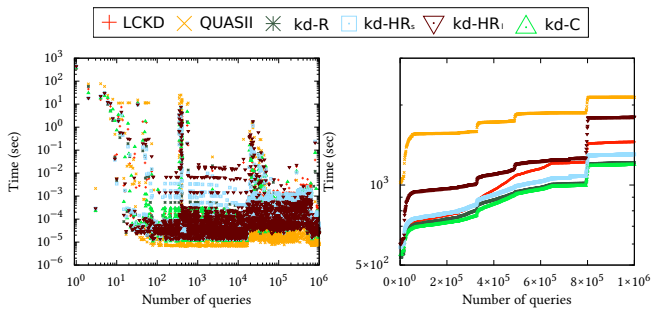 LCKD QUASII kd-R kd-HRₛ kd-HRₗ kd-C
Time (sec)
10³
10²
10¹
10⁰
10⁻¹
10⁻²
10⁻³
10⁻⁴
10⁻⁵
10⁻⁶
10⁰ 10¹ 10² 10³ 10⁴ 10⁵ 10⁶
Number of queries
Time (sec)
10³
5×10²
0×10⁰ 2×10⁵ 4×10⁵ 6×10⁵ 8×10⁵ 1×10⁶
Number of queries